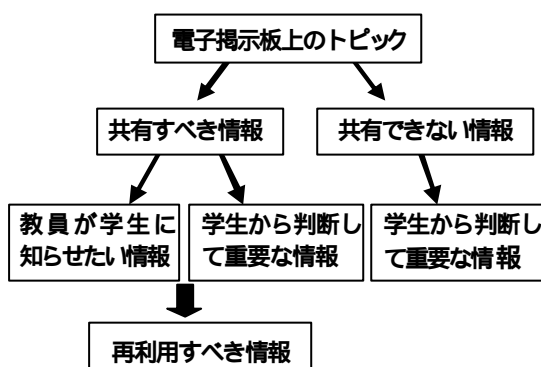 電子掲示板上のトピック
共有すべき情報
共有できない情報
教員が学生に
知らせたい情報
学生から判断し
て重要な情報
学生から判断し
て重要な情報
再利用すべき情報